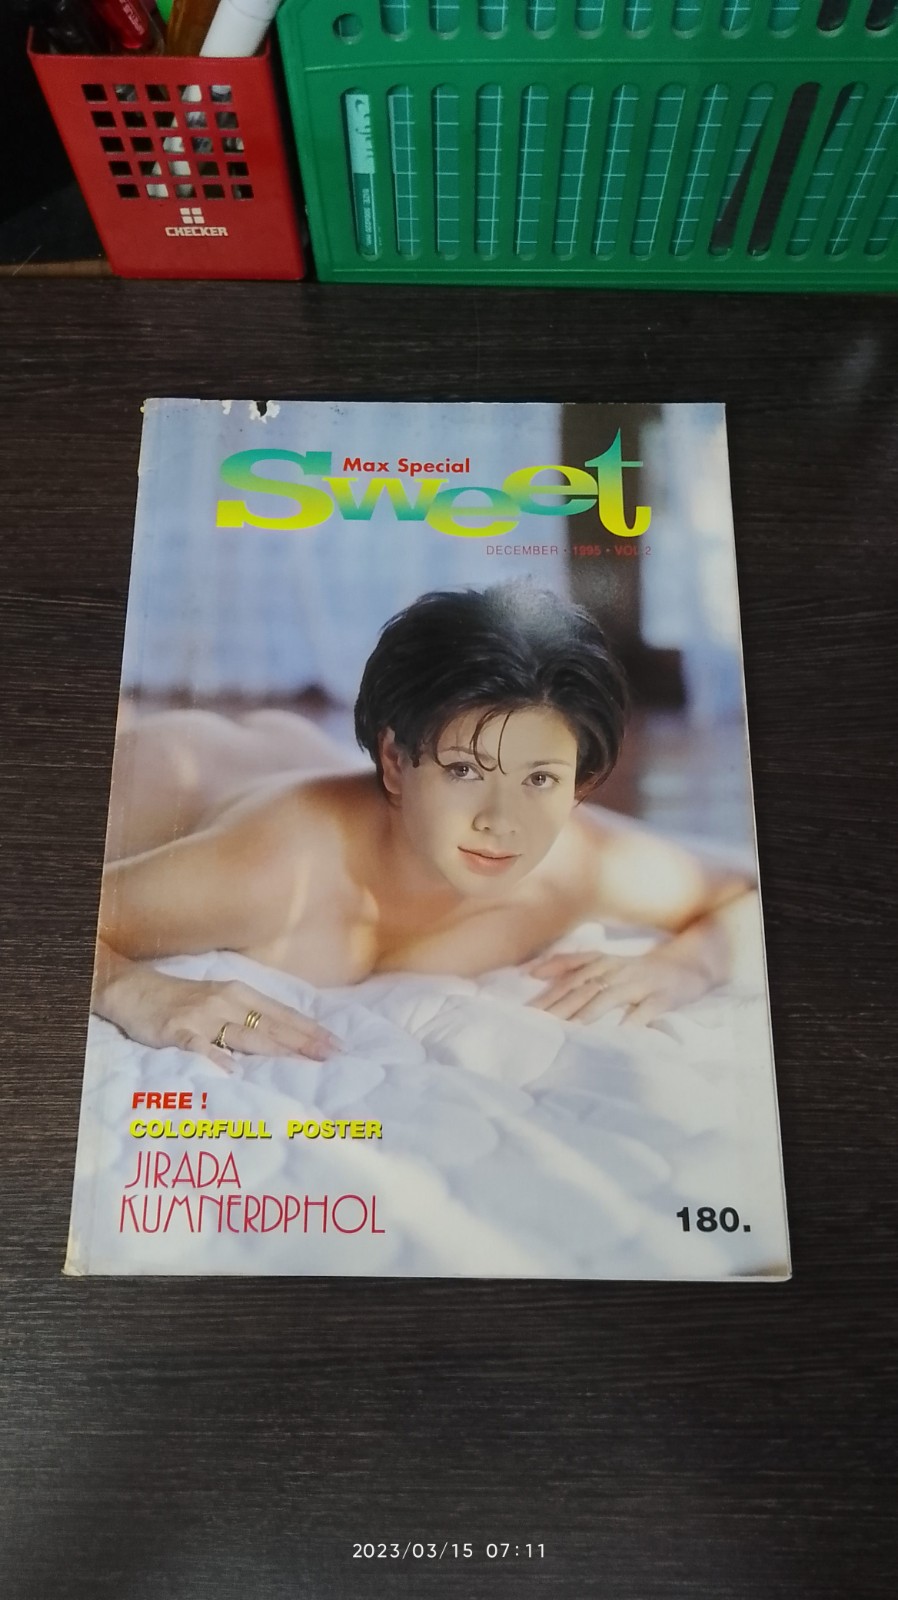 CHECKER
Max Special
Sweet
DECEMBER • 1995 • VOL 2
FREE !
COLORFULL POSTER
JIRADA
KUMNERDPHOL
180.
2023/03/15 07:11